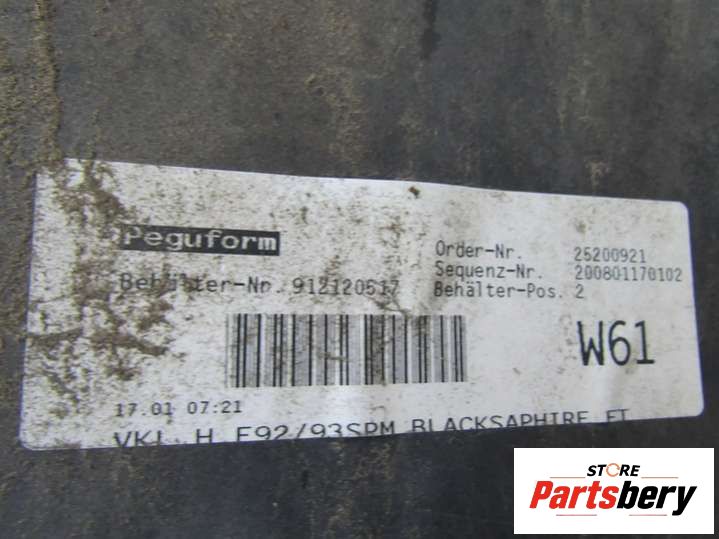 Peguform
Order-Nr. 25200921
Sequenz-Nr. 200801170102
Behälter-Nr. 912120517
Behälter-Pos. 2
W61
17.01 07:21
VKL H E92/93SPM BLACKSAPHIRE ET
STORE
Partsbery